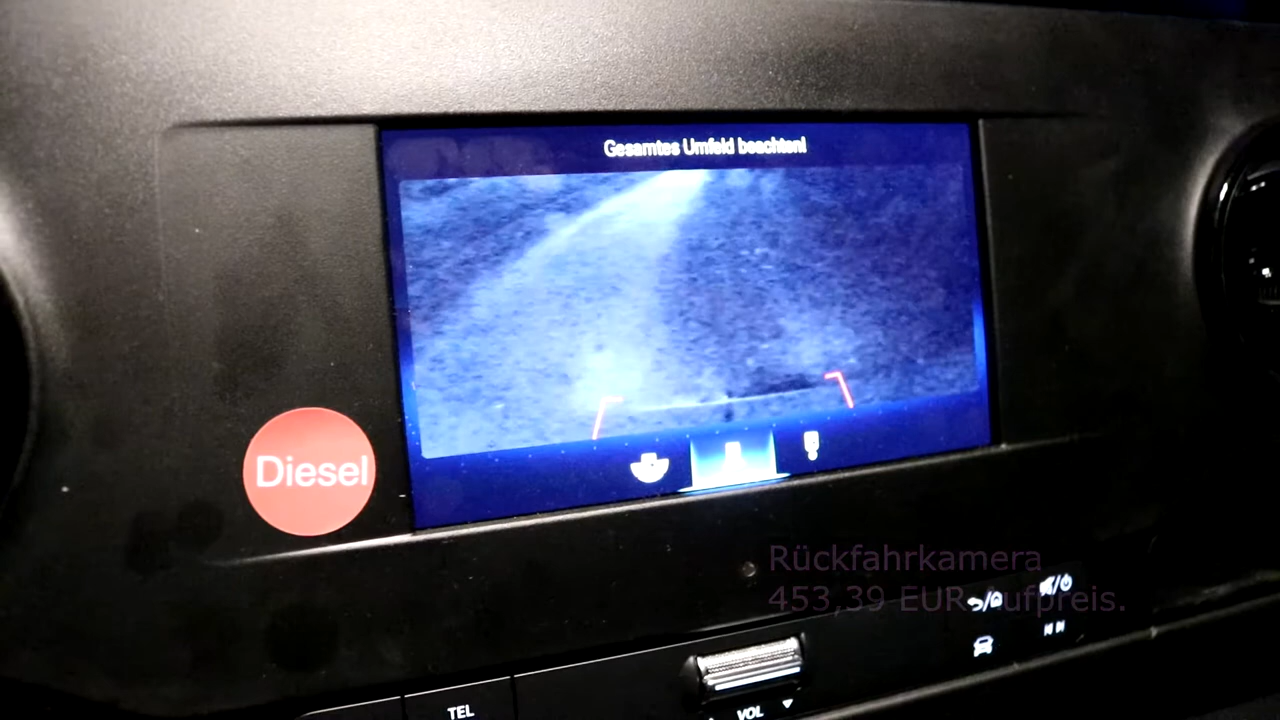 Gesamtes Umfeld beachten!
Diesel
Rückfahrkamera
453,39 EUR Aufpreis.
TEL
VOL